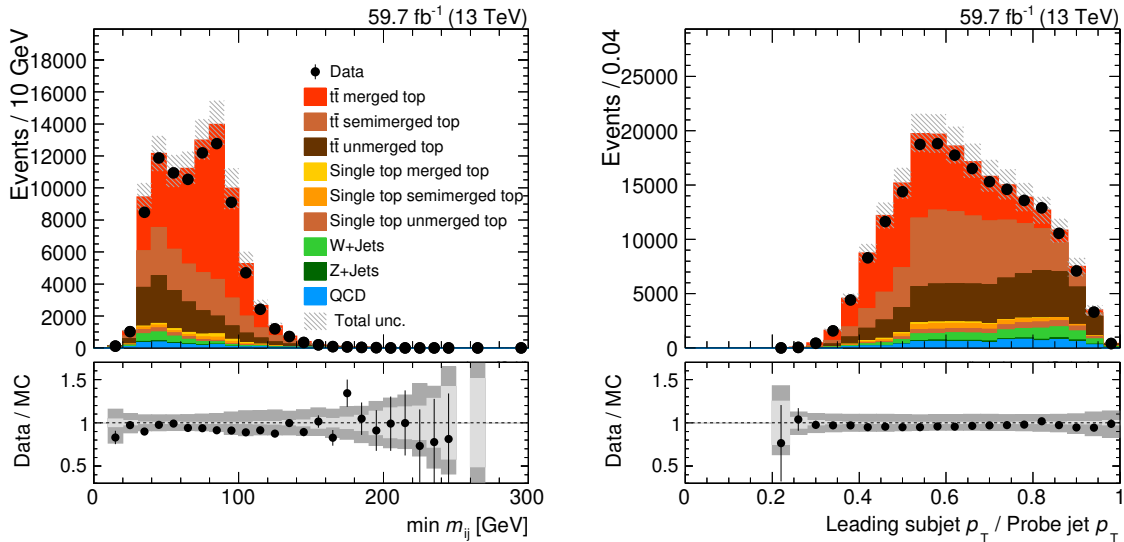 59.7 fb⁻¹ (13 TeV)
Events / 10 GeV
18000
16000
14000
12000
10000
8000
6000
4000
2000
0
Data
tt̄ merged top
tt̄ semimerged top
tt̄ unmerged top
Single top merged top
Single top semimerged top
Single top unmerged top
W+Jets
Z+Jets
QCD
Total unc.
Data / MC
1.5
1
0.5
0 100 200 300
min m_ij [GeV]
59.7 fb⁻¹ (13 TeV)
Events / 0.04
25000
20000
15000
10000
5000
0
Data / MC
1.5
1
0.5
0 0.2 0.4 0.6 0.8 1
Leading subjet p_T / Probe jet p_T